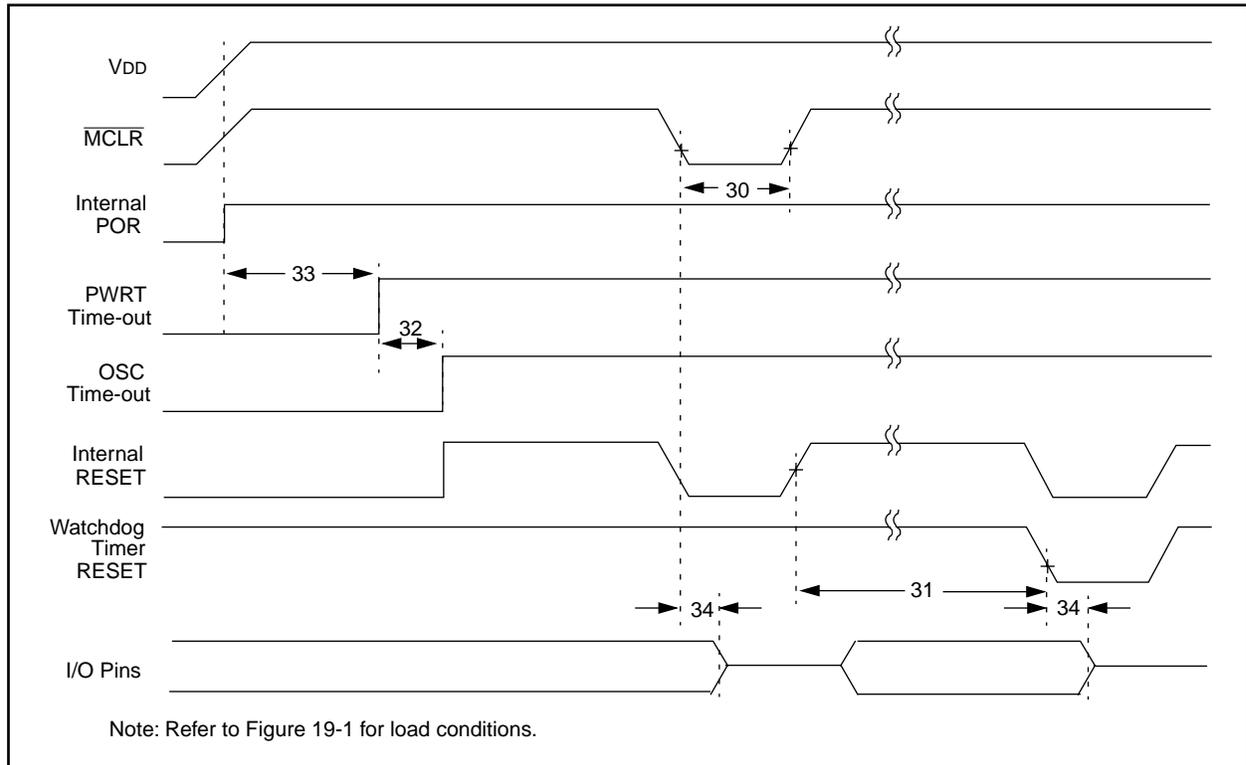 VDD
MCLR
30
Internal
POR
33
PWRT
Time-out
32
OSC
Time-out
Internal
RESET
Watchdog
Timer
RESET
31
34
34
I/O Pins
Note: Refer to Figure 19-1 for load conditions.